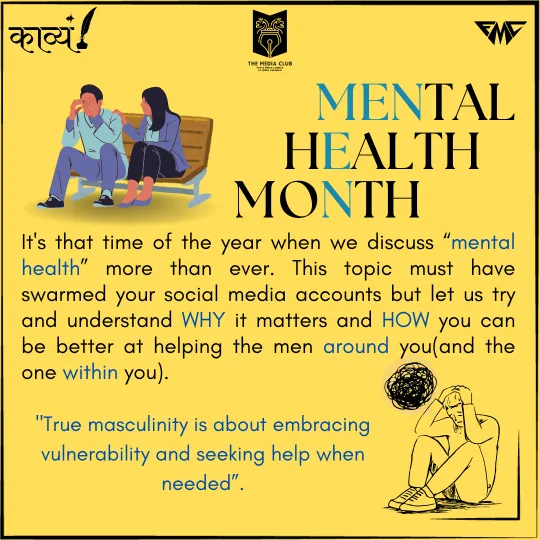 काव्यं
THE MEDIA CLUB
FMC
MENTAL
HEALTH
MONTH
It's that time of the year when we discuss “mental
health” more than ever. This topic must have
swarmed your social media accounts but let us try
and understand WHY it matters and HOW you can
be better at helping the men around you(and the
one within you).
"True masculinity is about embracing
vulnerability and seeking help when
needed”.